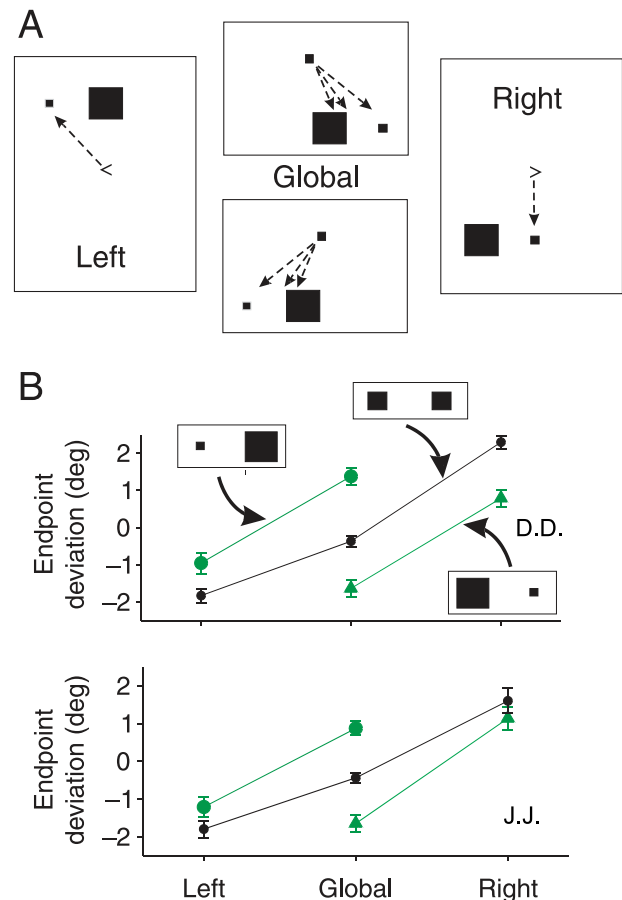 A
Left
<
Global
Right
>
B
Endpoint
deviation (deg)
2
1
0
−1
−2
D.D.
Endpoint
deviation (deg)
2
1
0
−1
−2
J.J.
Left Global Right